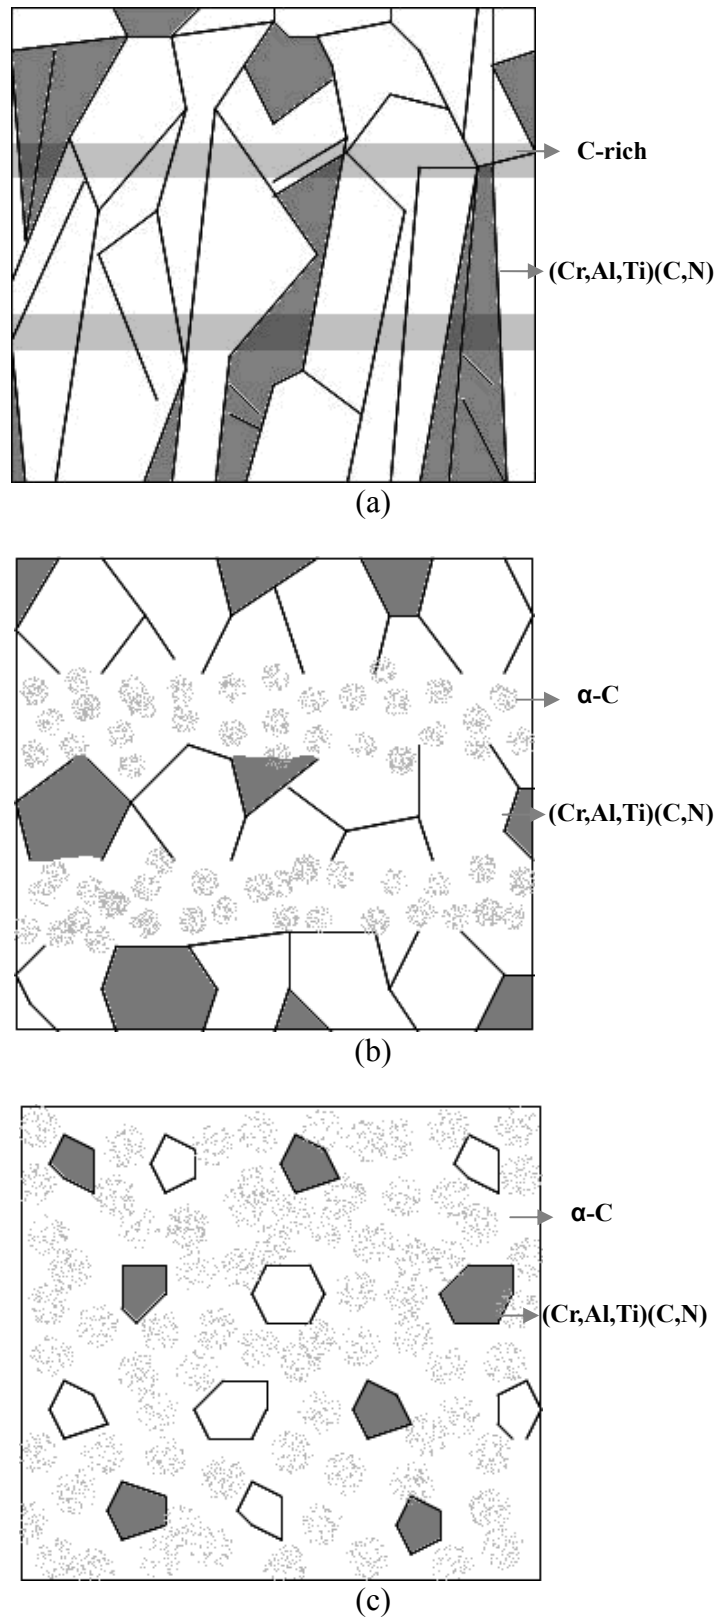 C-rich
(Cr,Al,Ti)(C,N)
(a)
α-C
(Cr,Al,Ti)(C,N)
(b)
α-C
(Cr,Al,Ti)(C,N)
(c)